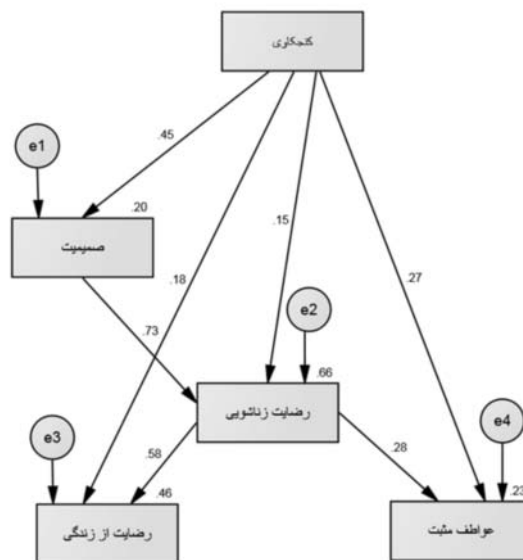 کنجکاوی
.45
e1
.20
صمیمیت
.18
.15
.27
.73
e2
.66
رضایت زناشویی
e3
.58
.28
e4
.46
.23
رضایت از زندگی
عواطف مثبت